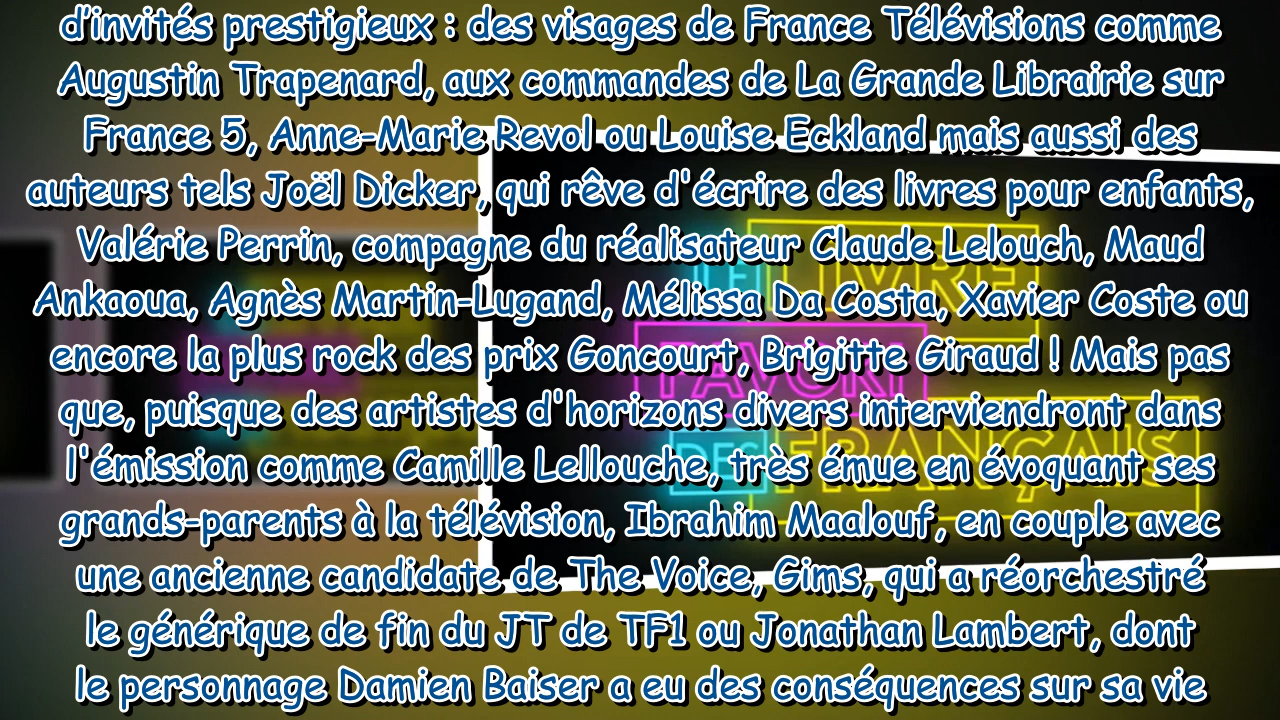 d’invités prestigieux : des visages de France Télévisions comme
Augustin Trapenard, aux commandes de La Grande Librairie sur
France 5, Anne-Marie Revol ou Louise Eckland mais aussi des
auteurs tels Joël Dicker, qui rêve d'écrire des livres pour enfants,
Valérie Perrin, compagne du réalisateur Claude Lelouch, Maud
Ankaoua, Agnès Martin-Lugand, Mélissa Da Costa, Xavier Coste ou
encore la plus rock des prix Goncourt, Brigitte Giraud ! Mais pas
que, puisque des artistes d'horizons divers interviendront dans
l'émission comme Camille Lellouche, très émue en évoquant ses
grands-parents à la télévision, Ibrahim Maalouf, en couple avec
une ancienne candidate de The Voice, Gims, qui a réorchestré
le générique de fin du JT de TF1 ou Jonathan Lambert, dont
le personnage Damien Baiser a eu des conséquences sur sa vie
LE LIVRE
FAVORI
DES FRANÇAIS